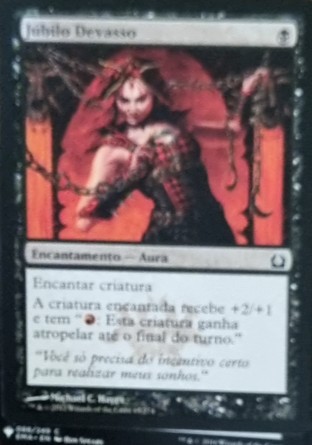 Júbilo Devasso
Encantamento — Aura
Encantar criatura
A criatura encantada recebe +2/+1
e tem “ : Esta criatura ganha
atropelar até o final do turno.”
“Você só precisa do incentivo certo
para realizar meus sonhos.”
Michael C. Hayes